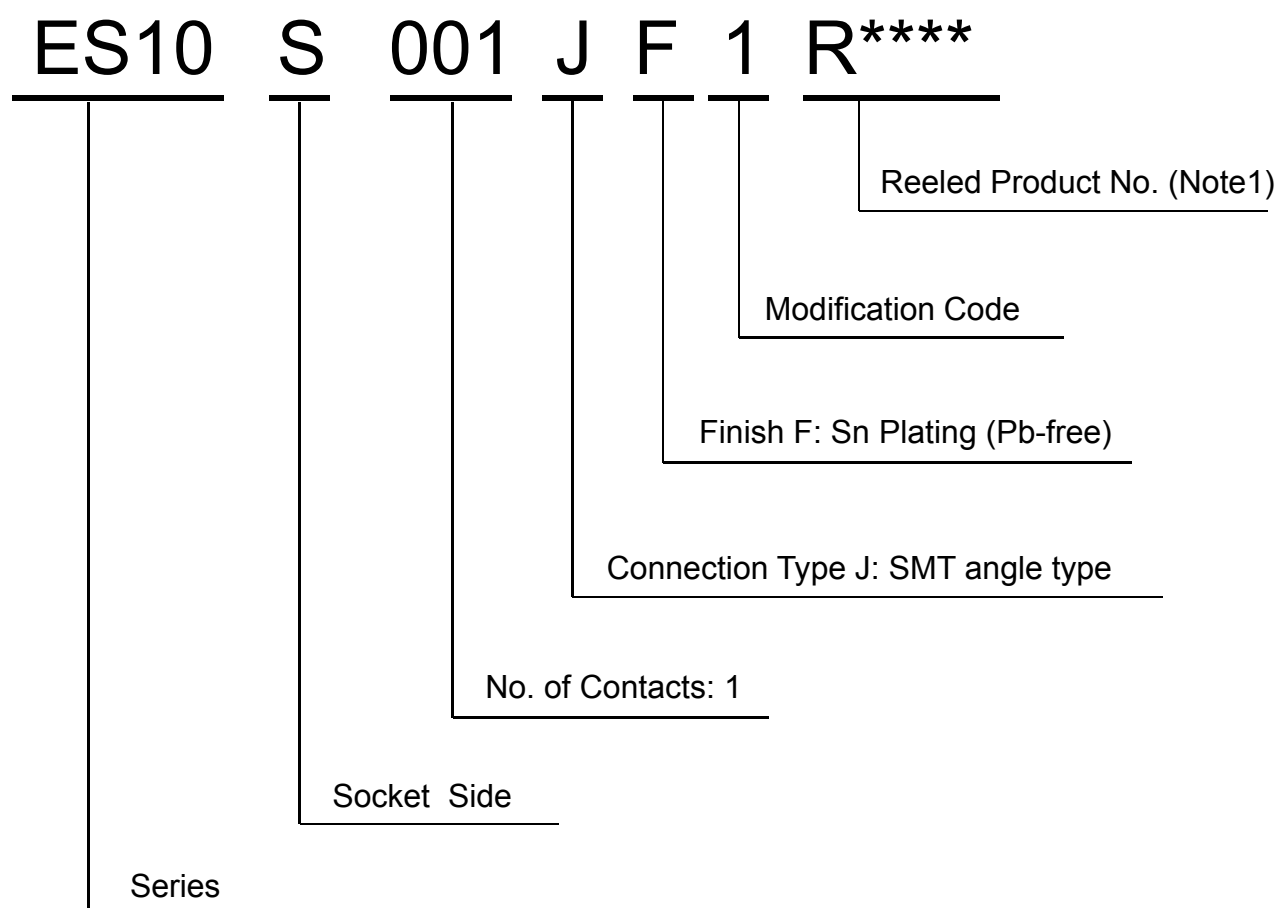 ES10 S 001 J F 1 R****
Reeled Product No. (Note1)
Modification Code
Finish F: Sn Plating (Pb-free)
Connection Type J: SMT angle type
No. of Contacts: 1
Socket Side
Series